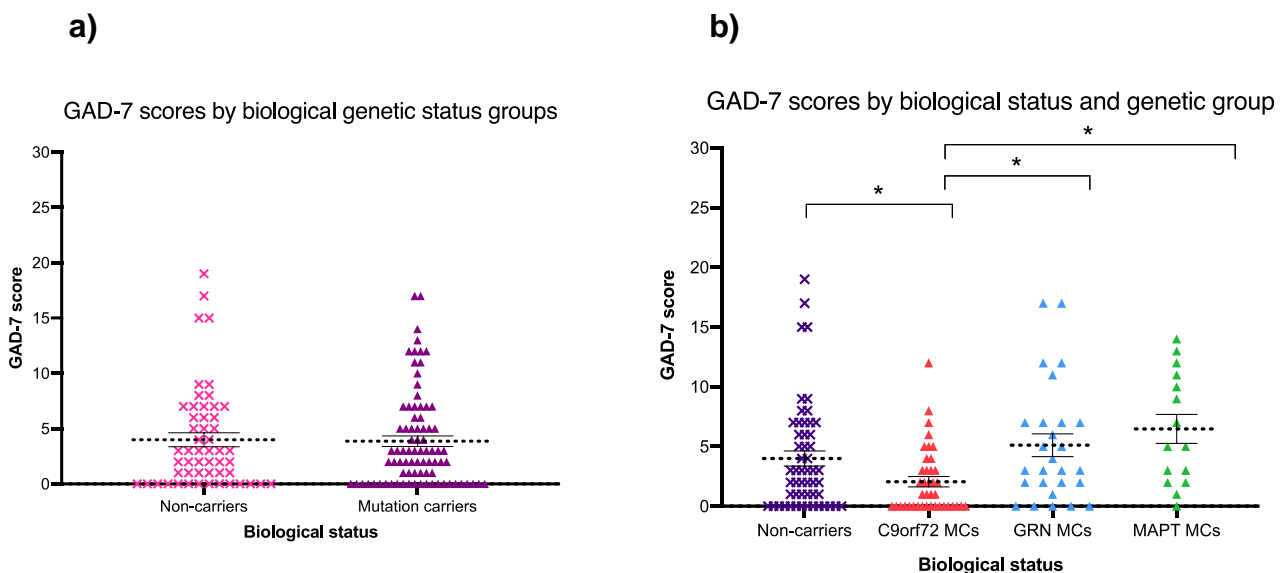 a)
GAD-7 scores by biological genetic status groups
30
25
20
15
10
5
0
GAD-7 score
Non-carriers
Mutation carriers
Biological status
b)
GAD-7 scores by biological status and genetic group
*
*
*
30
25
20
15
10
5
0
GAD-7 score
Non-carriers
C9orf72 MCs
GRN MCs
MAPT MCs
Biological status